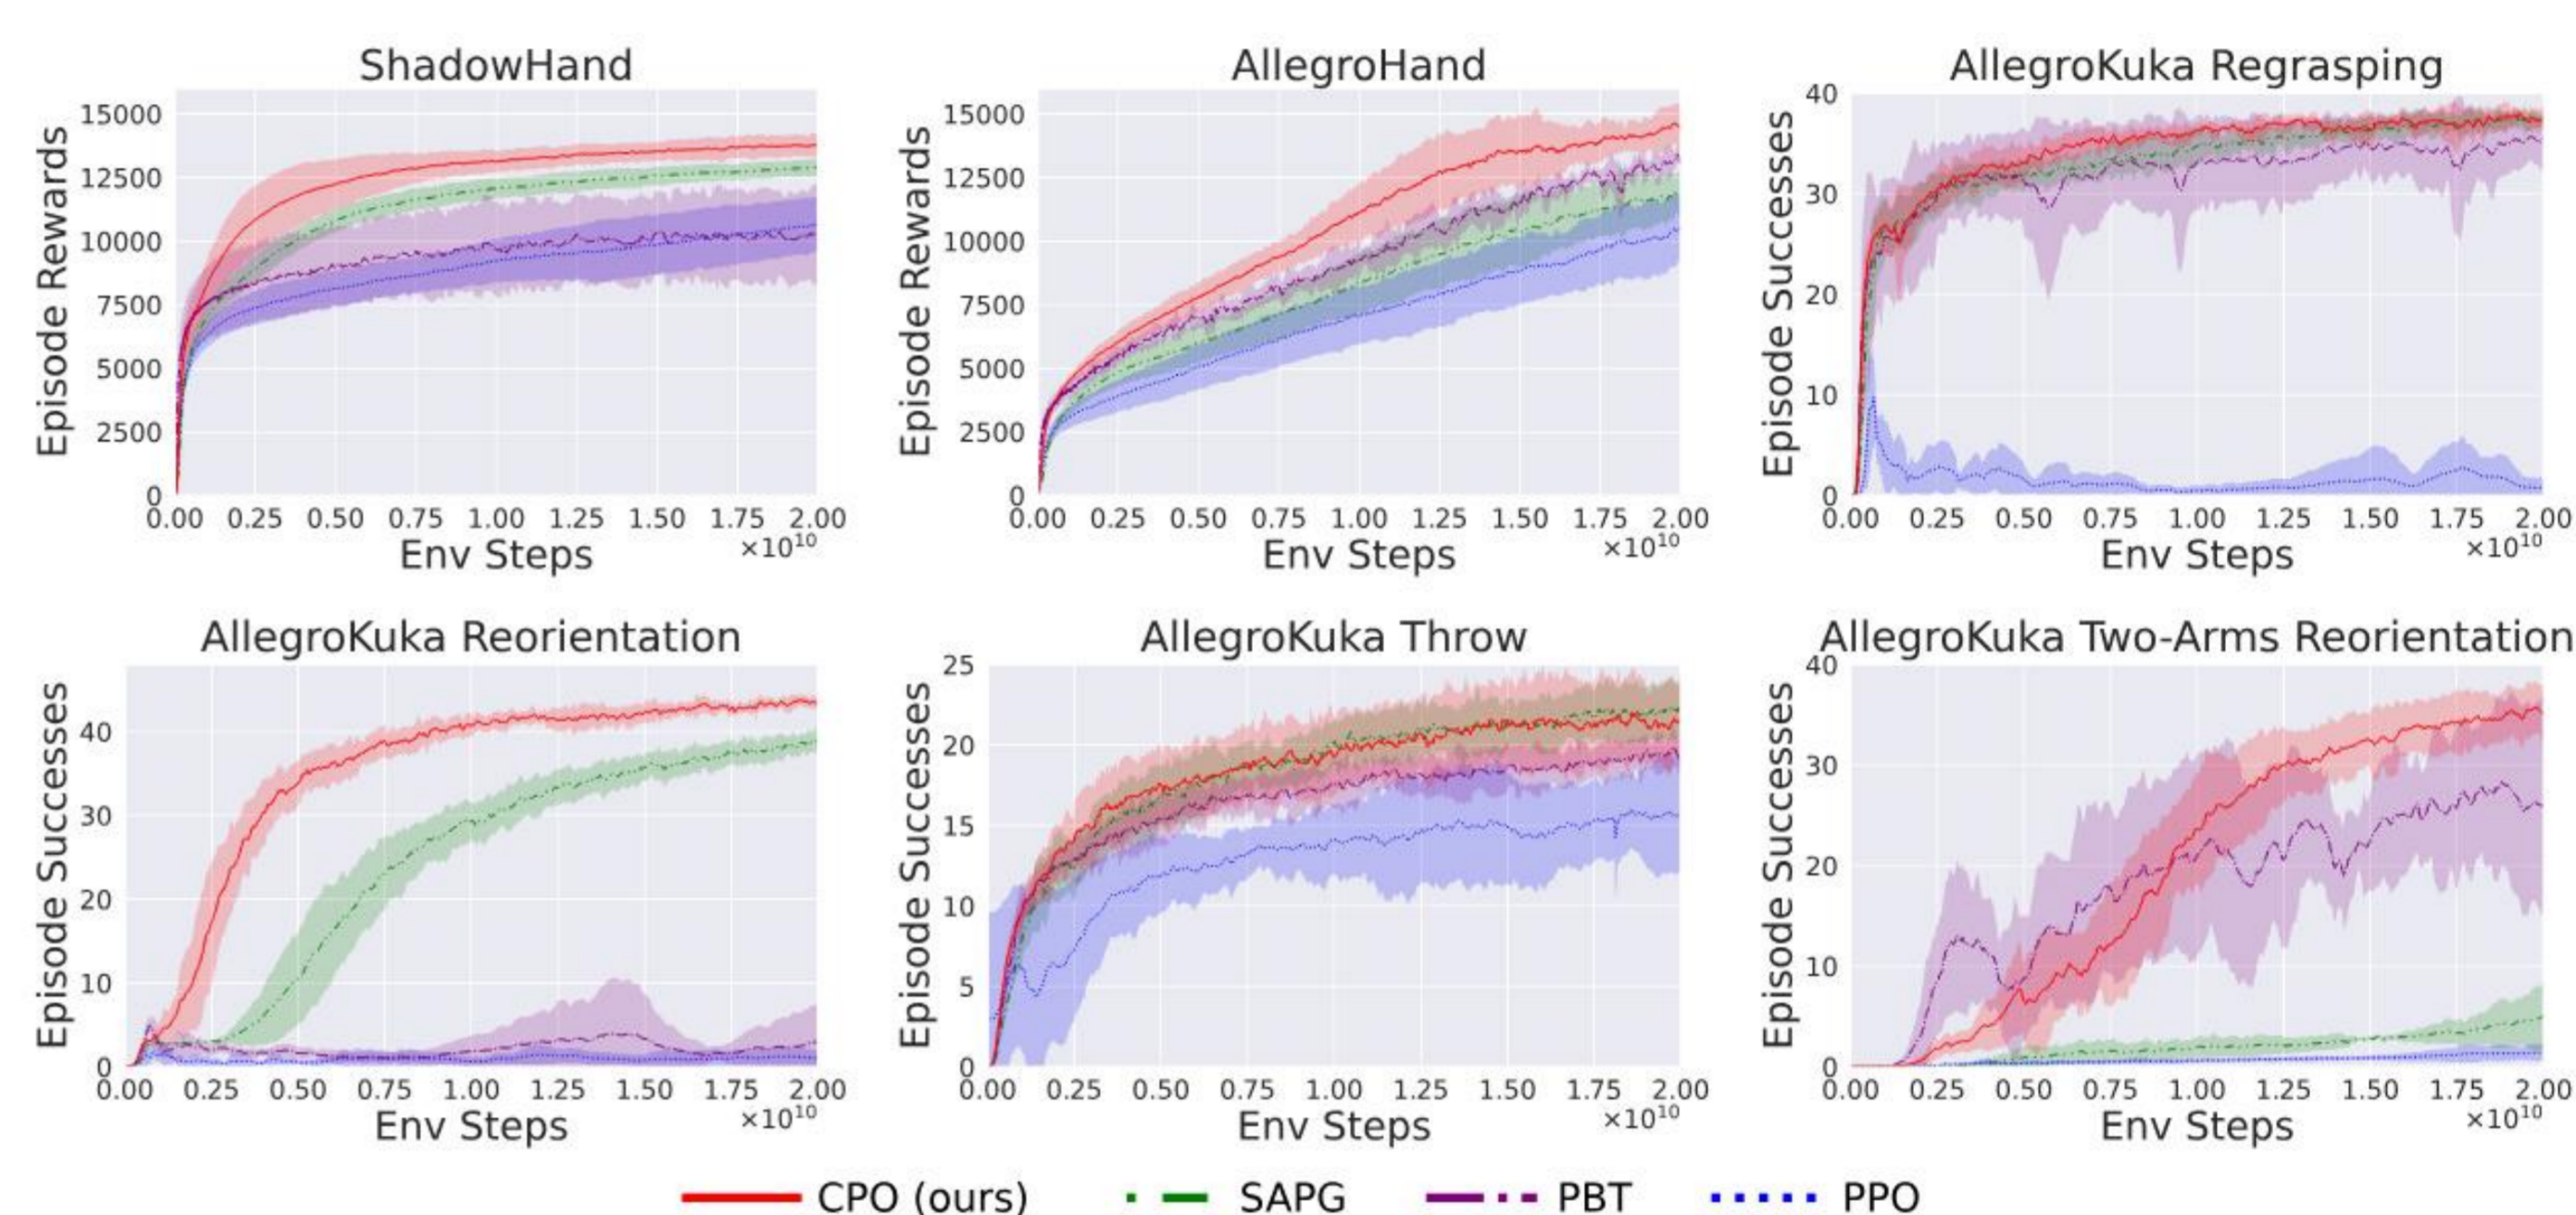 ShadowHand
Episode Rewards
15000
12500
10000
7500
5000
2500
0
0.00 0.25 0.50 0.75 1.00 1.25 1.50 1.75 2.00
×10¹⁰
Env Steps
AllegroHand
Episode Rewards
15000
12500
10000
7500
5000
2500
0
0.00 0.25 0.50 0.75 1.00 1.25 1.50 1.75 2.00
×10¹⁰
Env Steps
AllegroKuka Regrasping
Episode Successes
40
30
20
10
0
0.00 0.25 0.50 0.75 1.00 1.25 1.50 1.75 2.00
×10¹⁰
Env Steps
AllegroKuka Reorientation
Episode Successes
40
30
20
10
0
0.00 0.25 0.50 0.75 1.00 1.25 1.50 1.75 2.00
×10¹⁰
Env Steps
AllegroKuka Throw
Episode Successes
25
20
15
10
5
0
0.00 0.25 0.50 0.75 1.00 1.25 1.50 1.75 2.00
×10¹⁰
Env Steps
AllegroKuka Two-Arms Reorientation
Episode Successes
40
30
20
10
0
0.00 0.25 0.50 0.75 1.00 1.25 1.50 1.75 2.00
×10¹⁰
Env Steps
CPO (ours) SAPG PBT PPO